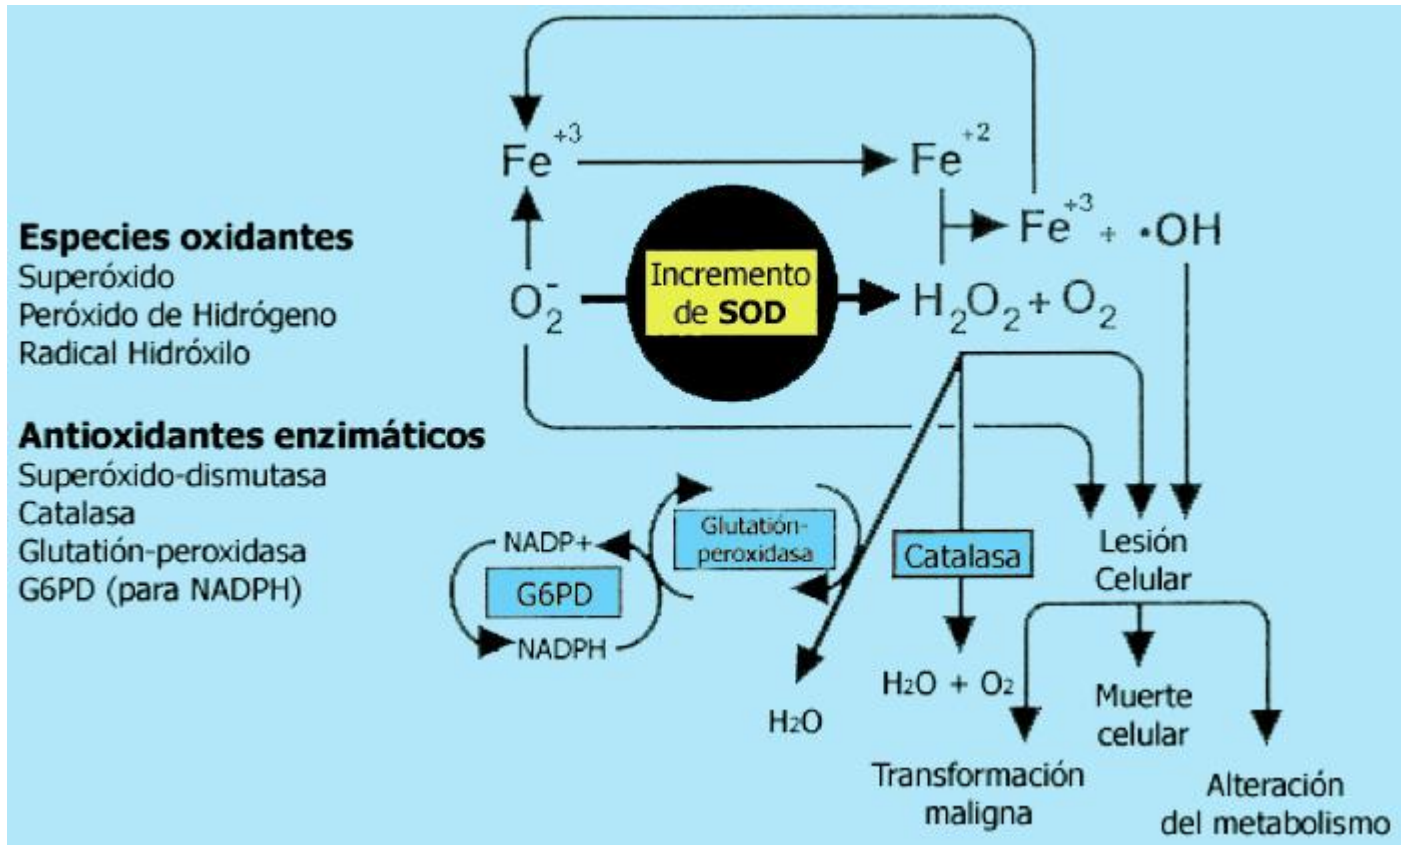 Especies oxidantes
Superóxido
Peróxido de Hidrógeno
Radical Hidróxilo
Antioxidantes enzimáticos
Superóxido-dismutasa
Catalasa
Glutatión-peroxidasa
G6PD (para NADPH)
Fe+3
Fe+2
Fe+3 + •OH
O2-
Incremento
de SOD
H2O2 + O2
Glutatión-
peroxidasa
NADP+
G6PD
NADPH
Catalasa
Lesión
Celular
H2O
H2O + O2
Muerte
celular
Transformación
maligna
Alteración
del metabolismo